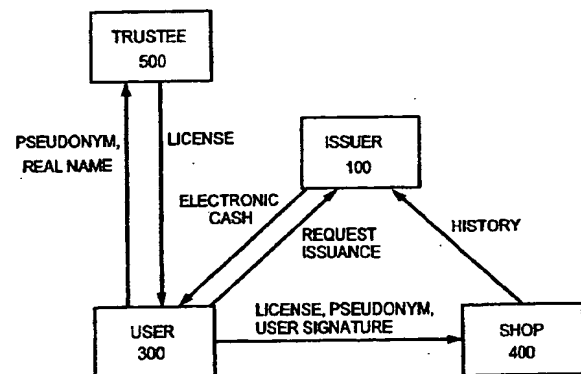 TRUSTEE
500
PSEUDONYM,
REAL NAME
LICENSE
ISSUER
100
ELECTRONIC
CASH
REQUEST
ISSUANCE
HISTORY
LICENSE, PSEUDONYM,
USER SIGNATURE
USER
300
SHOP
400